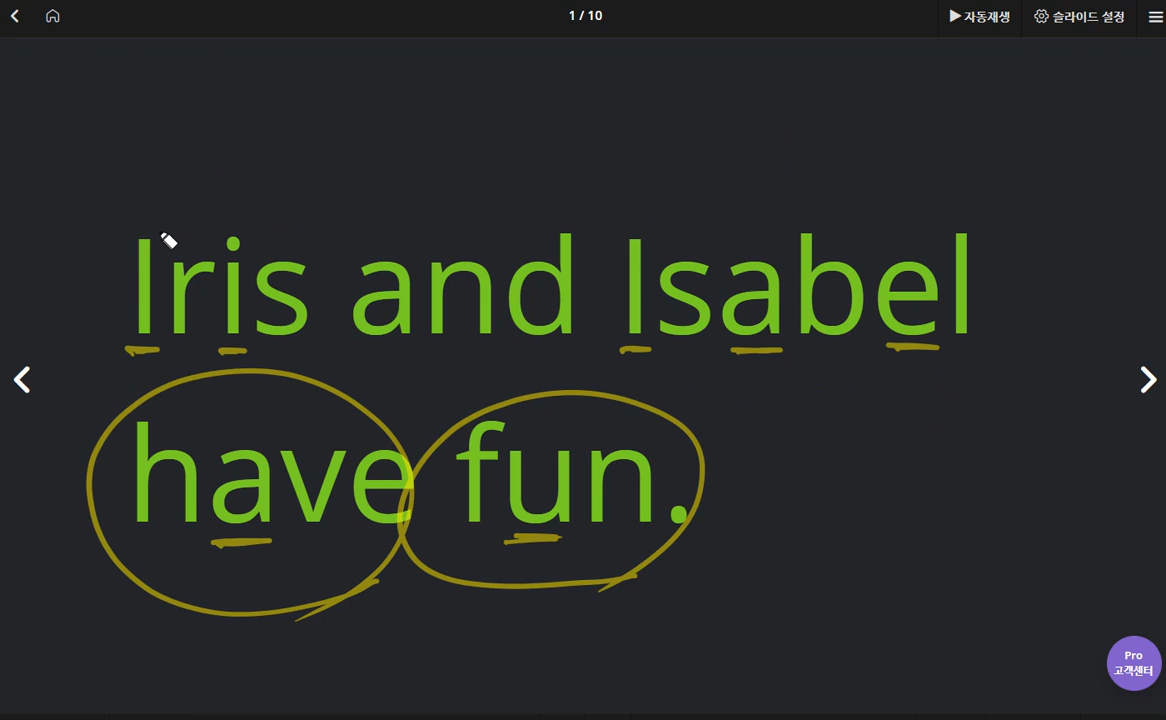 1 / 10
▶ 자동재생
슬라이드 설정
Iris and Isabel
have fun.
Pro
고객센터